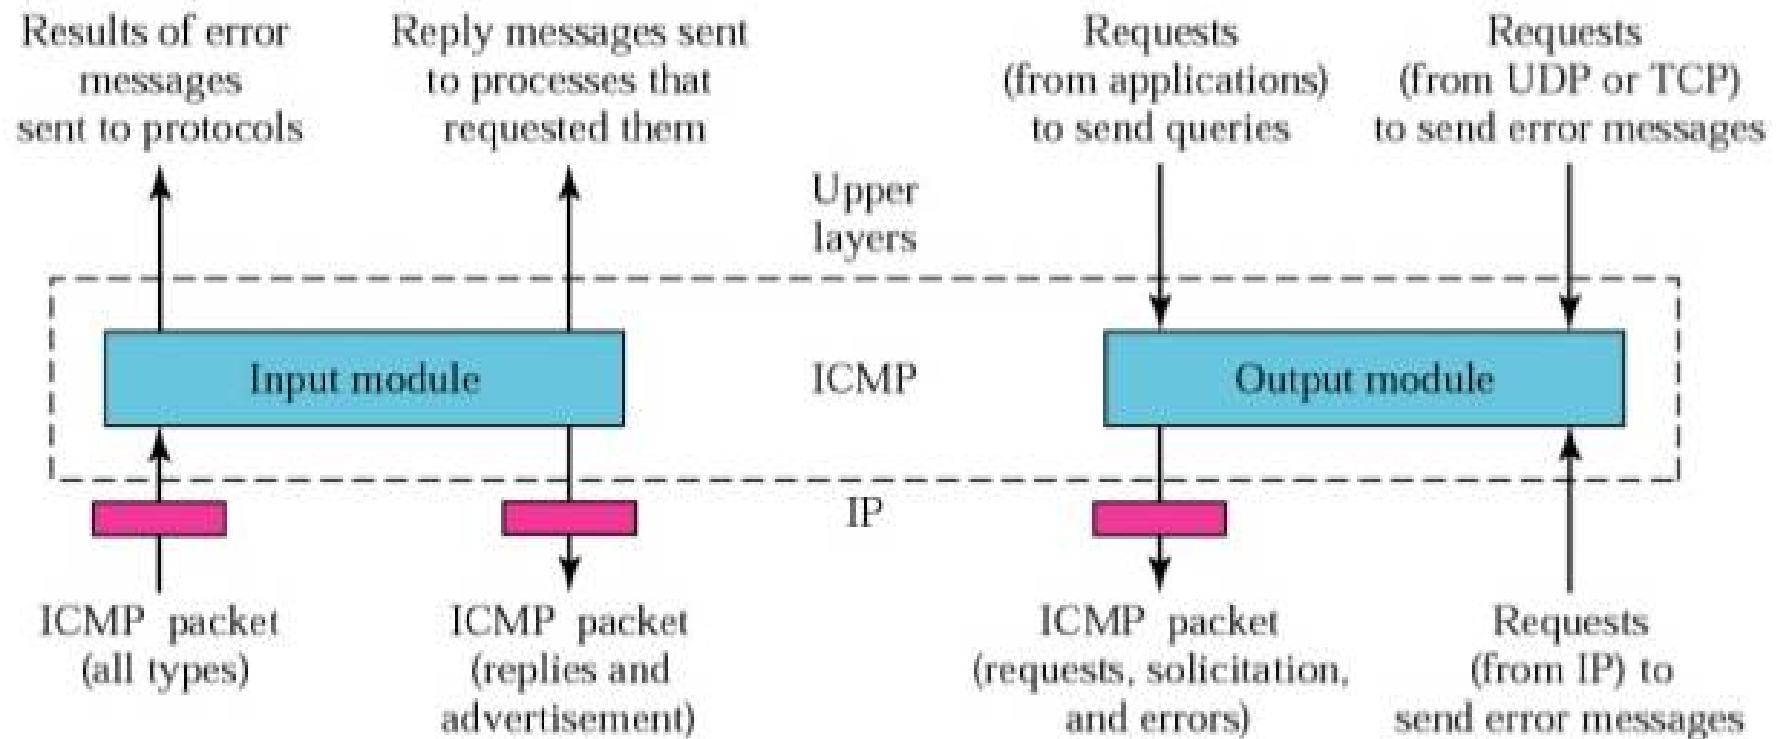 Results of error
messages
sent to protocols
Reply messages sent
to processes that
requested them
Requests
(from applications)
to send queries
Requests
(from UDP or TCP)
to send error messages
Upper
layers
Input module
ICMP
Output module
IP
ICMP packet
(all types)
ICMP packet
(replies and
advertisement)
ICMP packet
(requests, solicitation,
and errors)
Requests
(from IP) to
send error messages